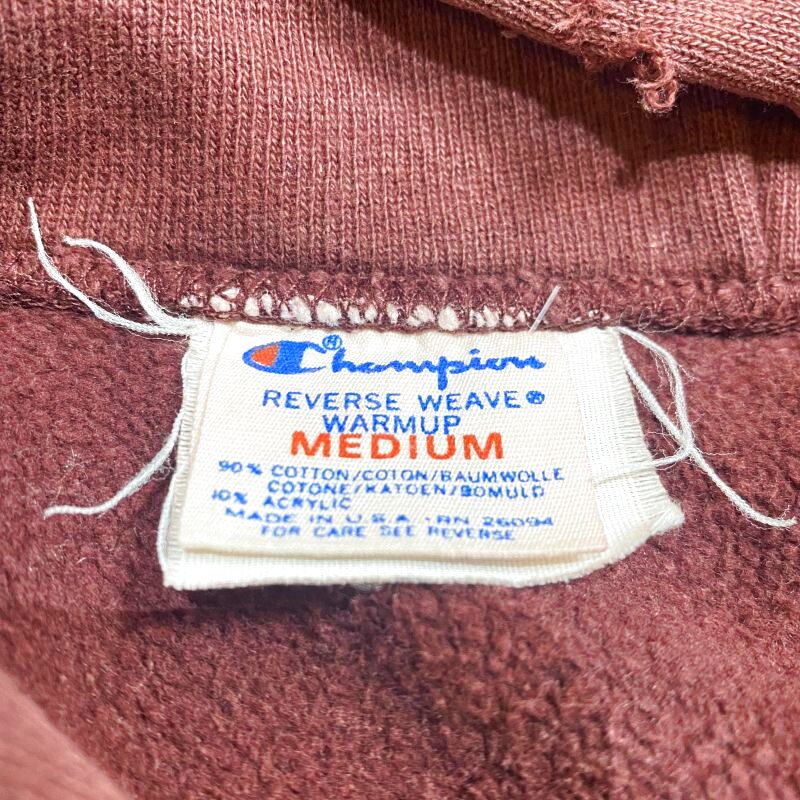 Champion®
REVERSE WEAVE®
WARMUP
MEDIUM
90% COTTON/COTON/BAUMWOLLE
COTONE/KATOEN/BOMULD
10% ACRYLIC
MADE IN U.S.A. · RN 26094
FOR CARE SEE REVERSE